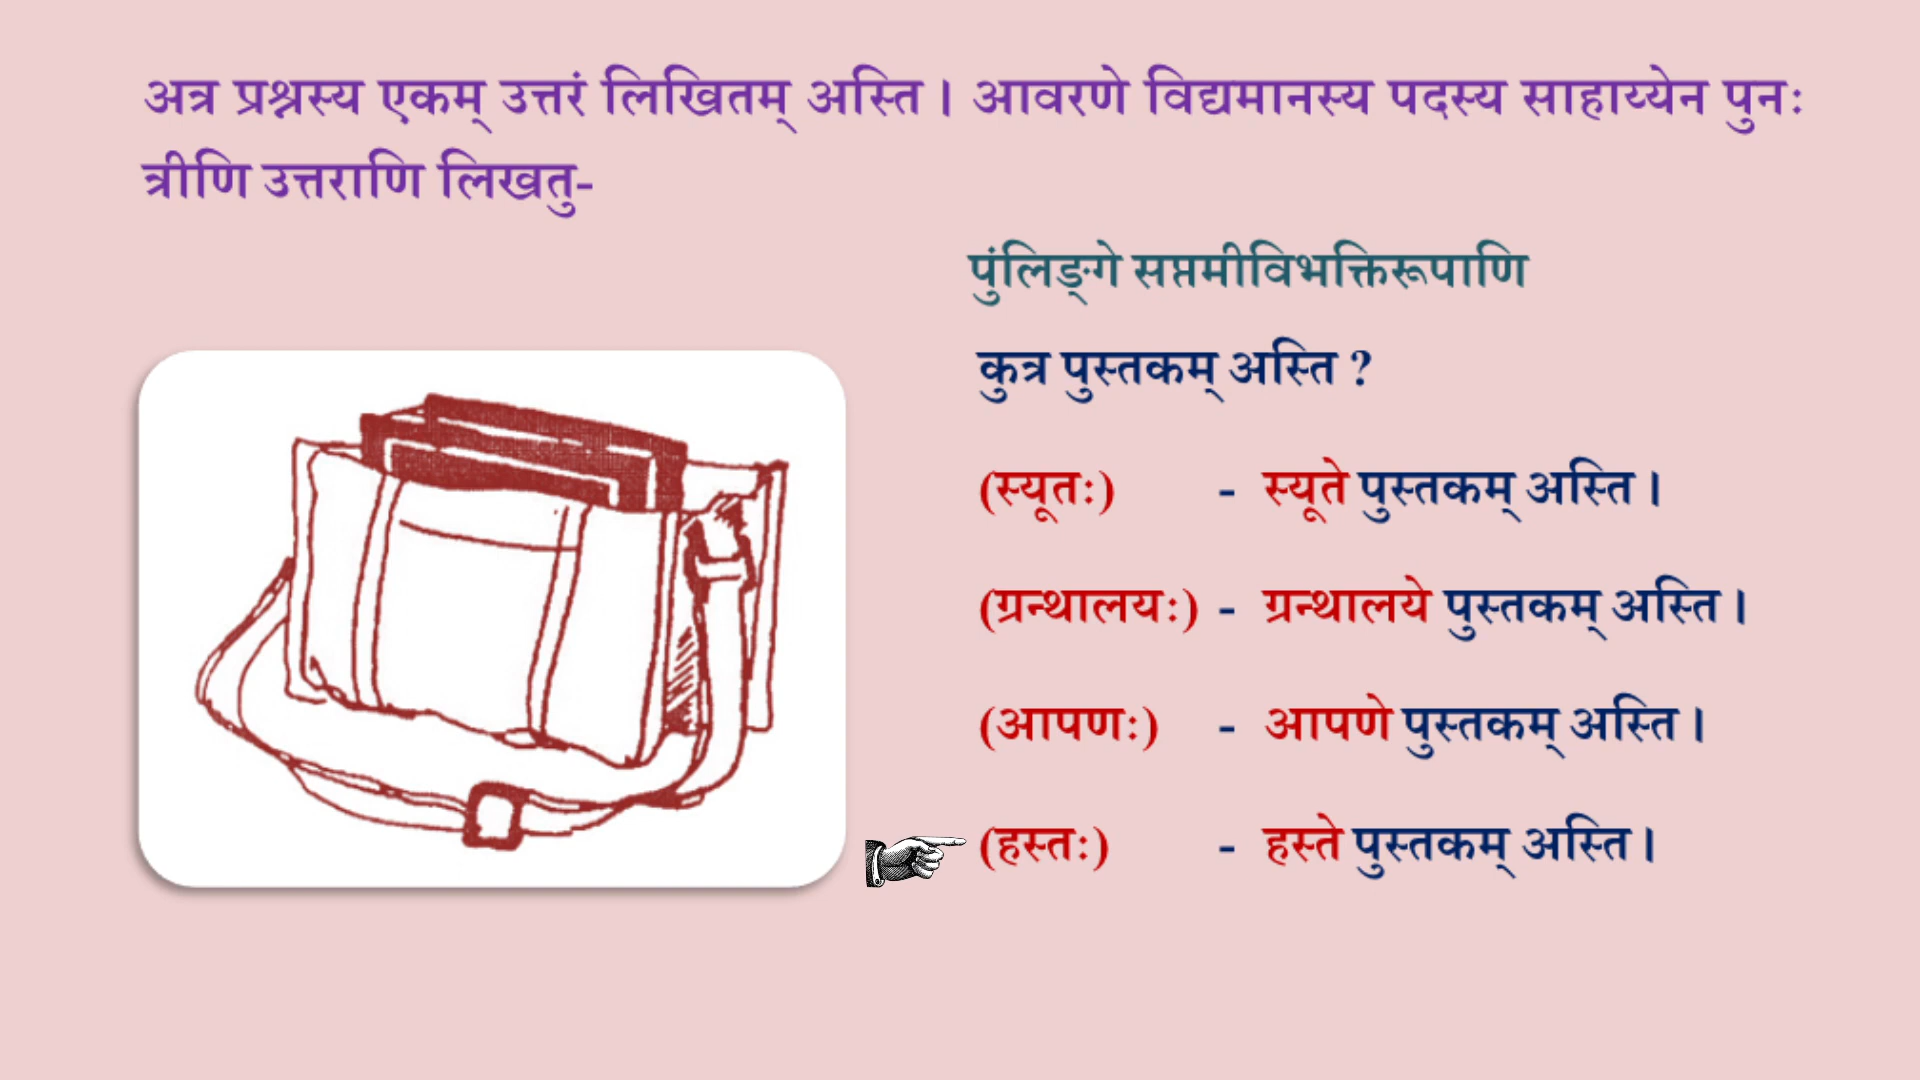 अत्र प्रश्नस्य एकम् उत्तरं लिखितम् अस्ति । आवरणे विद्यमानस्य पदस्य साहाय्येन पुनः
त्रीणि उत्तराणि लिखतु-
पुंलिङ्गे सप्तमीविभक्तिरूपाणि
कुत्र पुस्तकम् अस्ति ?
(स्यूतः) - स्यूते पुस्तकम् अस्ति ।
(ग्रन्थालयः) - ग्रन्थालये पुस्तकम् अस्ति ।
(आपणः) - आपणे पुस्तकम् अस्ति ।
(हस्तः) - हस्ते पुस्तकम् अस्ति ।